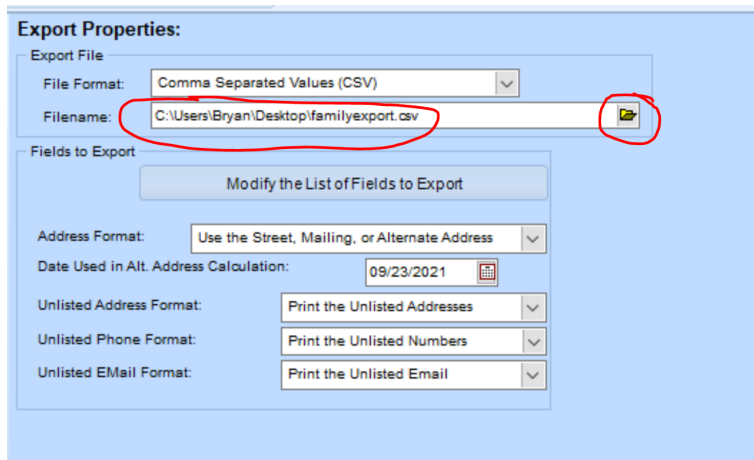 Export Properties:
Export File
File Format: Comma Separated Values (CSV)
Filename: C:\Users\Bryan\Desktop\familyexport.csv
Fields to Export
Modify the List of Fields to Export
Address Format: Use the Street, Mailing, or Alternate Address
Date Used in Alt. Address Calculation: 09/23/2021
Unlisted Address Format: Print the Unlisted Addresses
Unlisted Phone Format: Print the Unlisted Numbers
Unlisted EMail Format: Print the Unlisted Email